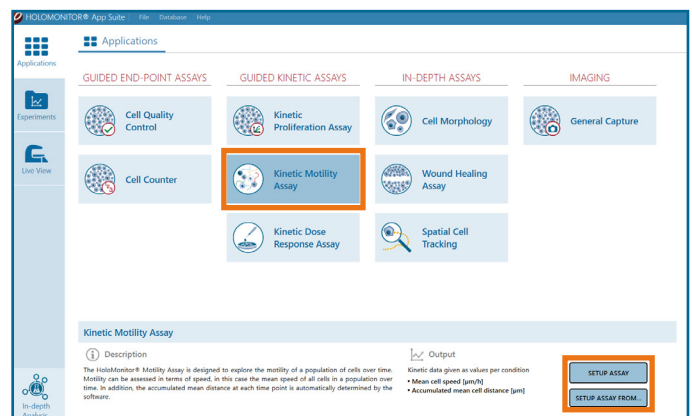 HOLOMONITOR® App Suite File Database Help
Applications
Applications
GUIDED END-POINT ASSAYS GUIDED KINETIC ASSAYS IN-DEPTH ASSAYS IMAGING
Cell Quality
Control
Kinetic
Proliferation Assay
Cell Morphology
General Capture
Experiments
Cell Counter
Kinetic Motility
Assay
Wound Healing
Assay
Live View
Kinetic Dose
Response Assay
Spatial Cell
Tracking
Kinetic Motility Assay
Description
The HoloMonitor® Motility Assay is designed to explore the motility of a population of cells over time.
Motility can be assessed in terms of speed, in this case the mean speed of all cells in a population over
time. In addition, the accumulated mean distance at each time point is automatically determined by the
software.
Output
Kinetic data given as values per condition
• Mean cell speed [µm/h]
• Accumulated mean cell distance [µm]
SETUP ASSAY
SETUP ASSAY FROM...
In-depth
Analysis